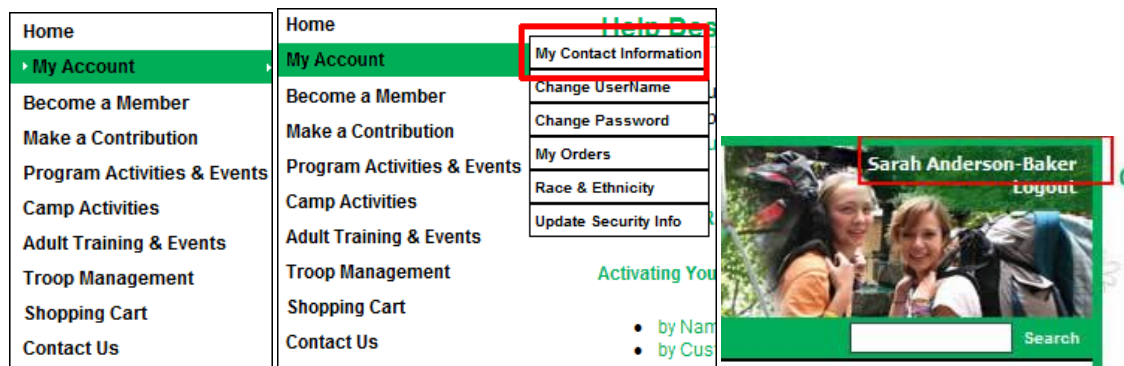 Home
My Account
Become a Member
Make a Contribution
Program Activities & Events
Camp Activities
Adult Training & Events
Troop Management
Shopping Cart
Contact Us
Home
My Account
Become a Member
Make a Contribution
Program Activities & Events
Camp Activities
Adult Training & Events
Troop Management
Shopping Cart
Contact Us
My Contact Information
Change UserName
Change Password
My Orders
Race & Ethnicity
Update Security Info
Help Des
Activating You
• by Nam
• by Cus
Sarah Anderson-Baker
Logout
Search